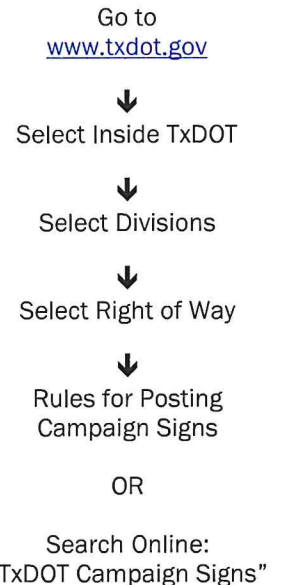 Go to
www.txdot.gov
↓
Select Inside TxDOT
↓
Select Divisions
↓
Select Right of Way
↓
Rules for Posting
Campaign Signs
OR
Search Online:
TxDOT Campaign Signs"